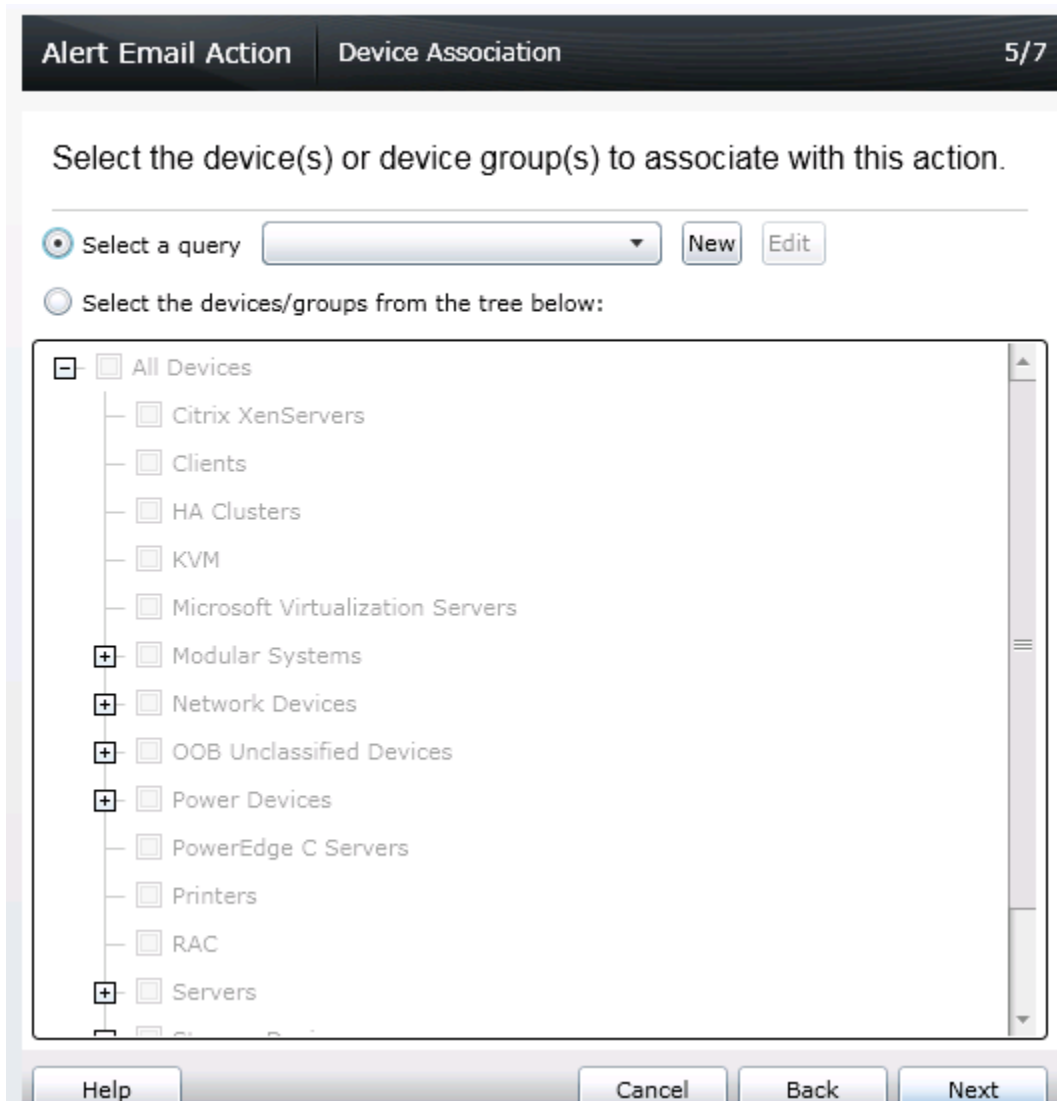 Alert Email Action Device Association 5/7
Select the device(s) or device group(s) to associate with this action.
Select a query New Edit
Select the devices/groups from the tree below:
All Devices
Citrix XenServers
Clients
HA Clusters
KVM
Microsoft Virtualization Servers
Modular Systems
Network Devices
OOB Unclassified Devices
Power Devices
PowerEdge C Servers
Printers
RAC
Servers
Help Cancel Back Next